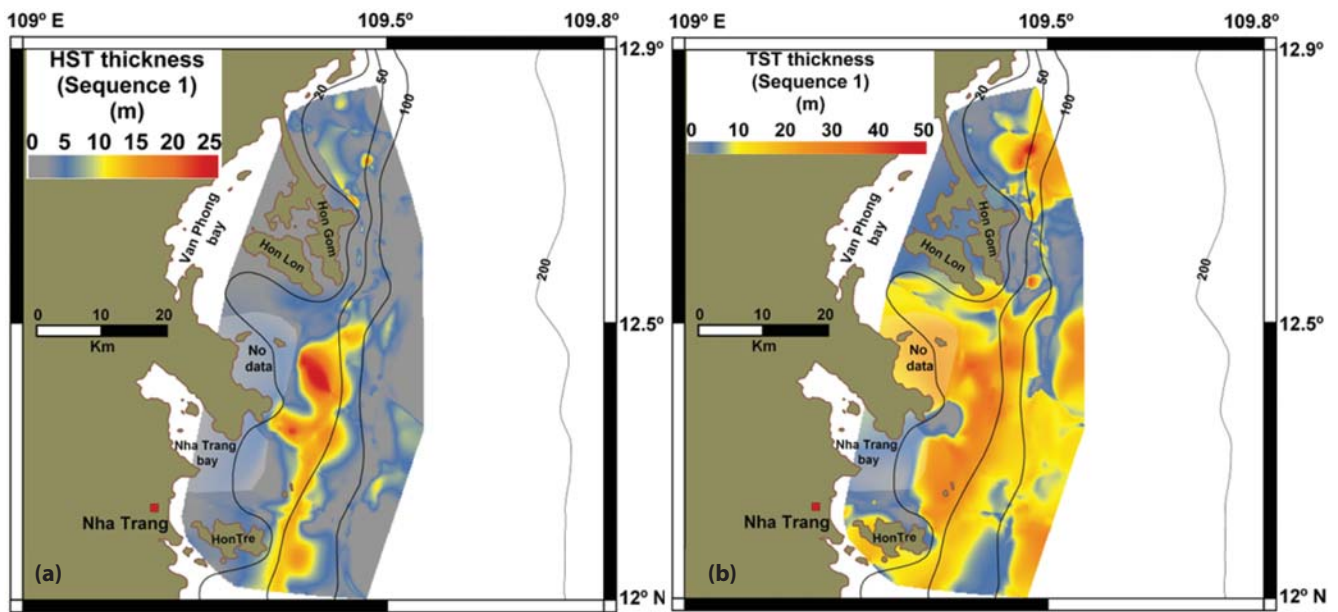 109° E
109.5°
109.8°
HST thickness
(Sequence 1)
(m)
0 5 10 15 20 25
20
50
100
12.9°
Van Phong
bay
Hon Gom
Hon Lon
200
0 10 20
Km
12.5°
No
data
Nha Trang
bay
Nha Trang
HonTre
(a)
12° N
109° E
109.5°
109.8°
TST thickness
(Sequence 1)
(m)
0 10 20 30 40 50
20
50
100
12.9°
Van Phong
bay
Hon Gom
Hon Lon
200
0 10 20
Km
12.5°
No
data
Nha Trang
bay
Nha Trang
HonTre
(b)
12° N